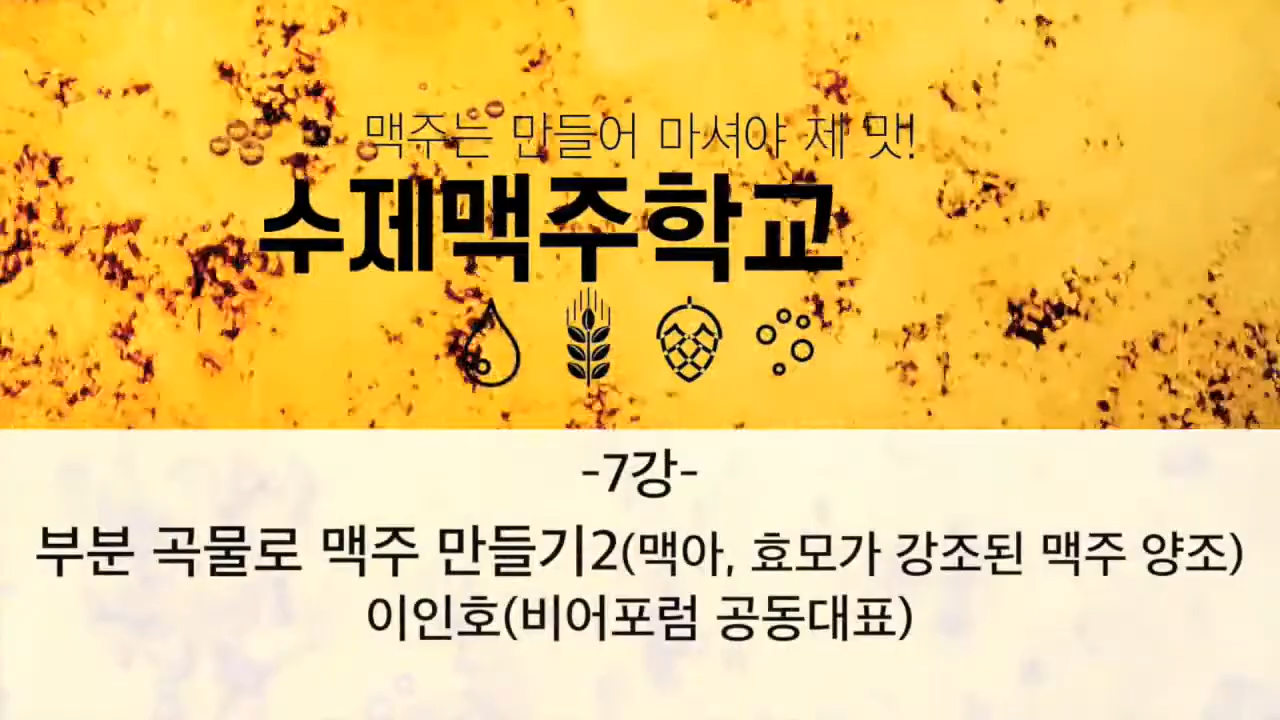 맥주는 만들어 마셔야 제 맛!
수제맥주학교
-7강-
부분 곡물로 맥주 만들기2(맥아, 효모가 강조된 맥주 양조)
이인호(비어포럼 공동대표)